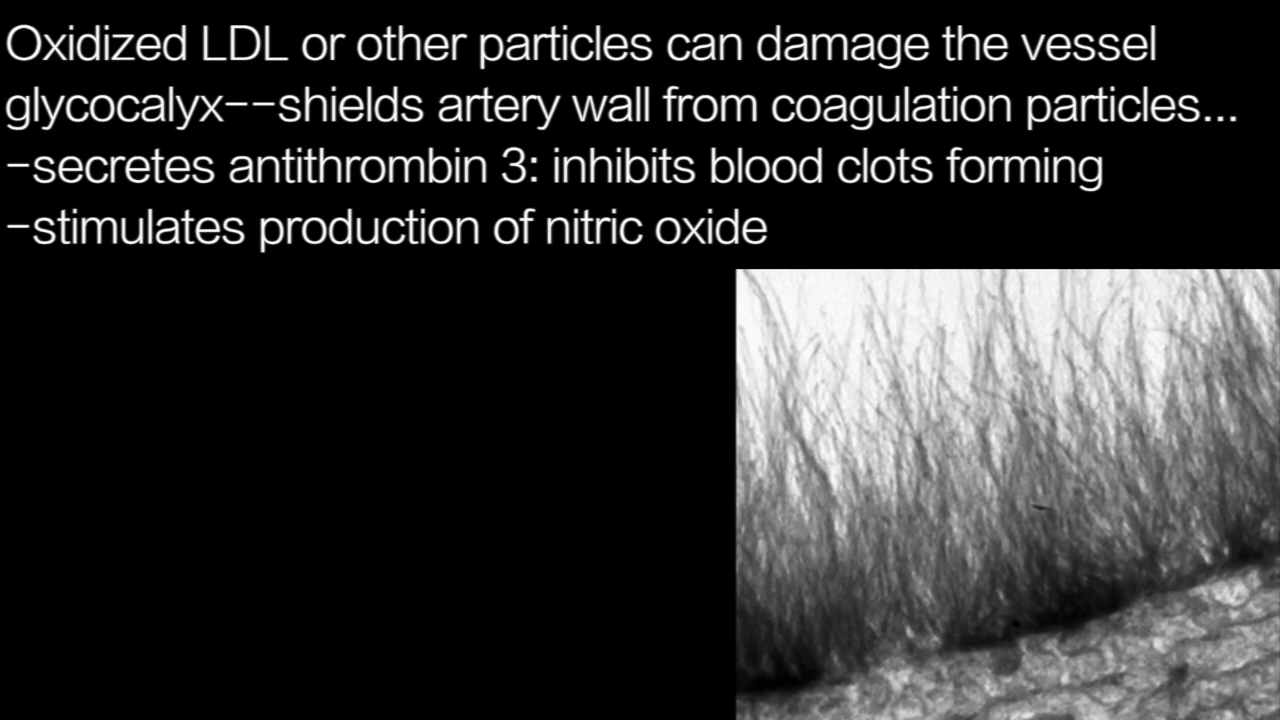 Oxidized LDL or other particles can damage the vessel
glycocalyx--shields artery wall from coagulation particles...
-secretes antithrombin 3: inhibits blood clots forming
-stimulates production of nitric oxide